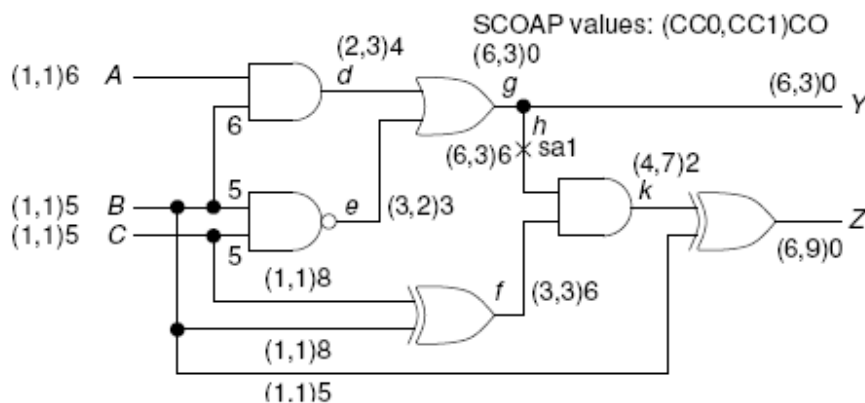 SCOAP values: (CC0,CC1)CO
(2,3)4
(6,3)0
(1,1)6 A
d
g
(6,3)0
Y
6
h
(6,3)6 sa1
(4,7)2
5
(1,1)5 B
e
(3,2)3
k
Z
(1,1)5 C
5
(6,9)0
(1,1)8
f
(3,3)6
(1,1)8
(1,1)5